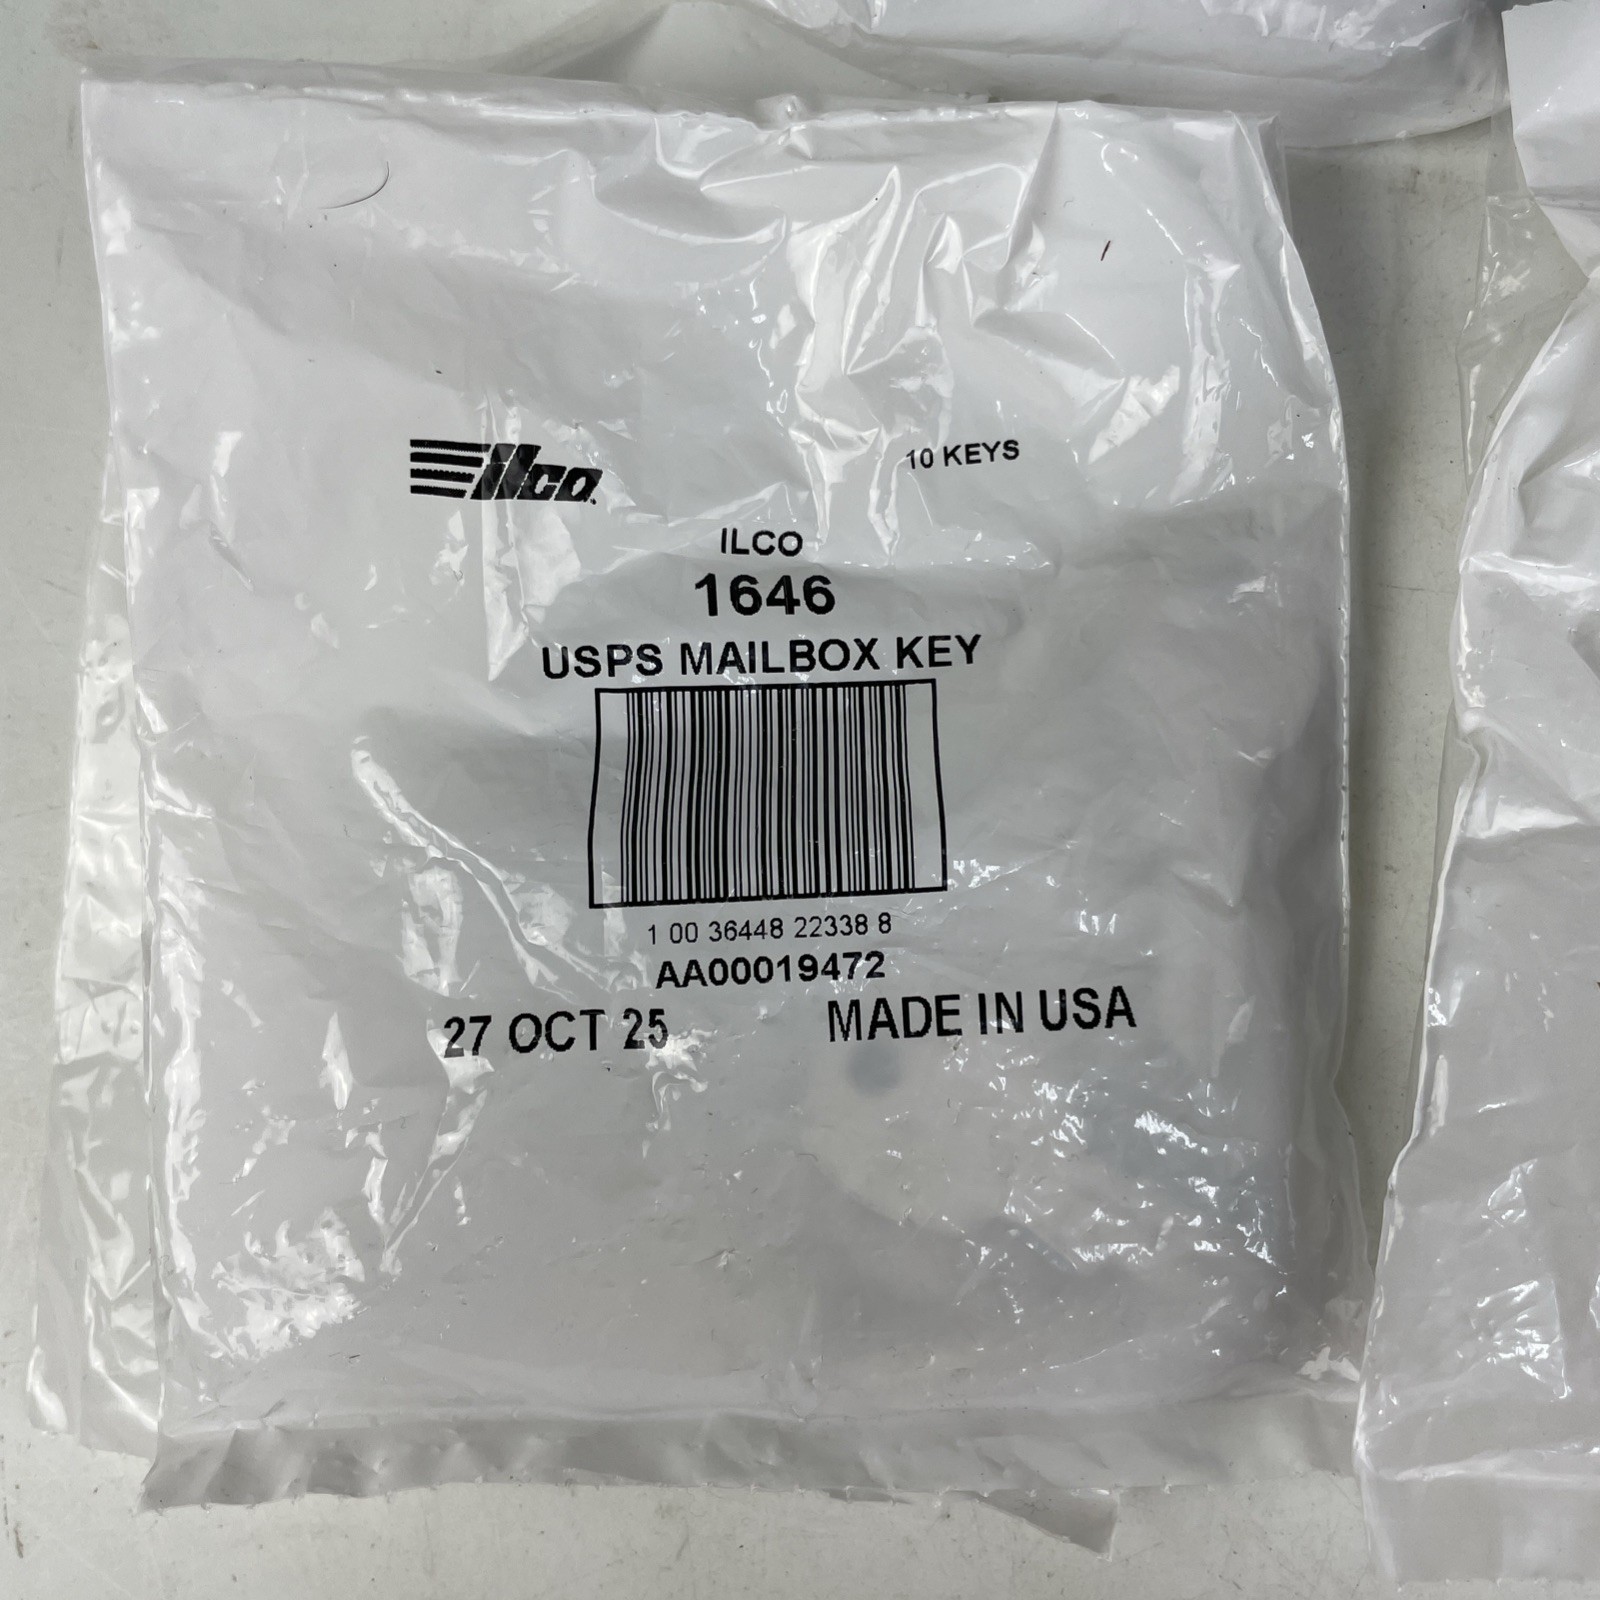 ilco.
10 KEYS
ILCO
1646
USPS MAILBOX KEY
1 00 36448 22338 8
AA00019472
27 OCT 25 MADE IN USA